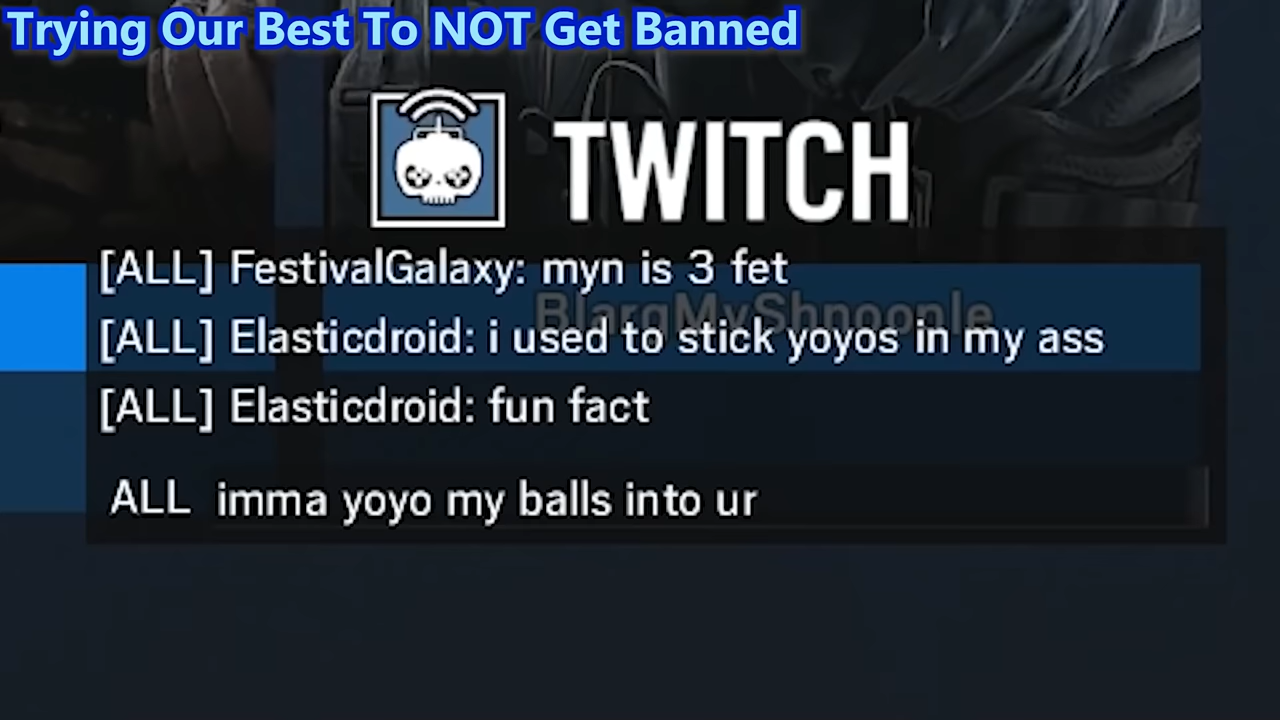 Trying Our Best To NOT Get Banned
TWITCH
[ALL] FestivalGalaxy: myn is 3 fet
BlargMyShnoople
[ALL] Elasticdroid: i used to stick yoyos in my ass
[ALL] Elasticdroid: fun fact
ALL imma yoyo my balls into ur